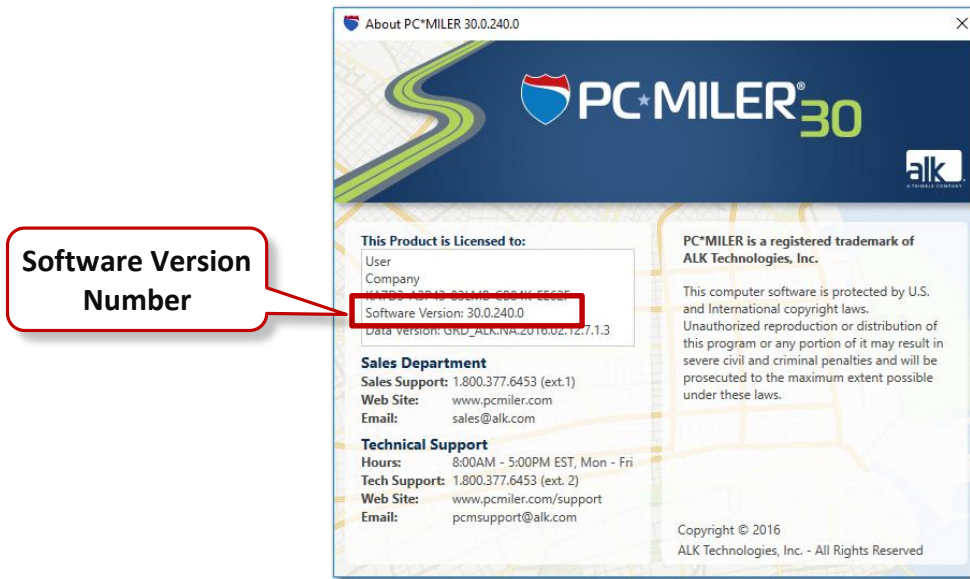 About PC*MILER 30.0.240.0
PC★MILER® 30
alk
A TRIMBLE COMPANY
Software Version
Number
This Product is Licensed to:
User
Company
Software Version: 30.0.240.0
Data Version: GRD_ALK.NA.2016.02.12.7.1.3
Sales Department
Sales Support: 1.800.377.6453 (ext.1)
Web Site: www.pcmiler.com
Email: sales@alk.com
Technical Support
Hours: 8:00AM - 5:00PM EST, Mon - Fri
Tech Support: 1.800.377.6453 (ext. 2)
Web Site: www.pcmiler.com/support
Email: pcmsupport@alk.com
PC*MILER is a registered trademark of
ALK Technologies, Inc.
This computer software is protected by U.S.
and International copyright laws.
Unauthorized reproduction or distribution of
this program or any portion of it may result in
severe civil and criminal penalties and will be
prosecuted to the maximum extent possible
under these laws.
Copyright © 2016
ALK Technologies, Inc. - All Rights Reserved